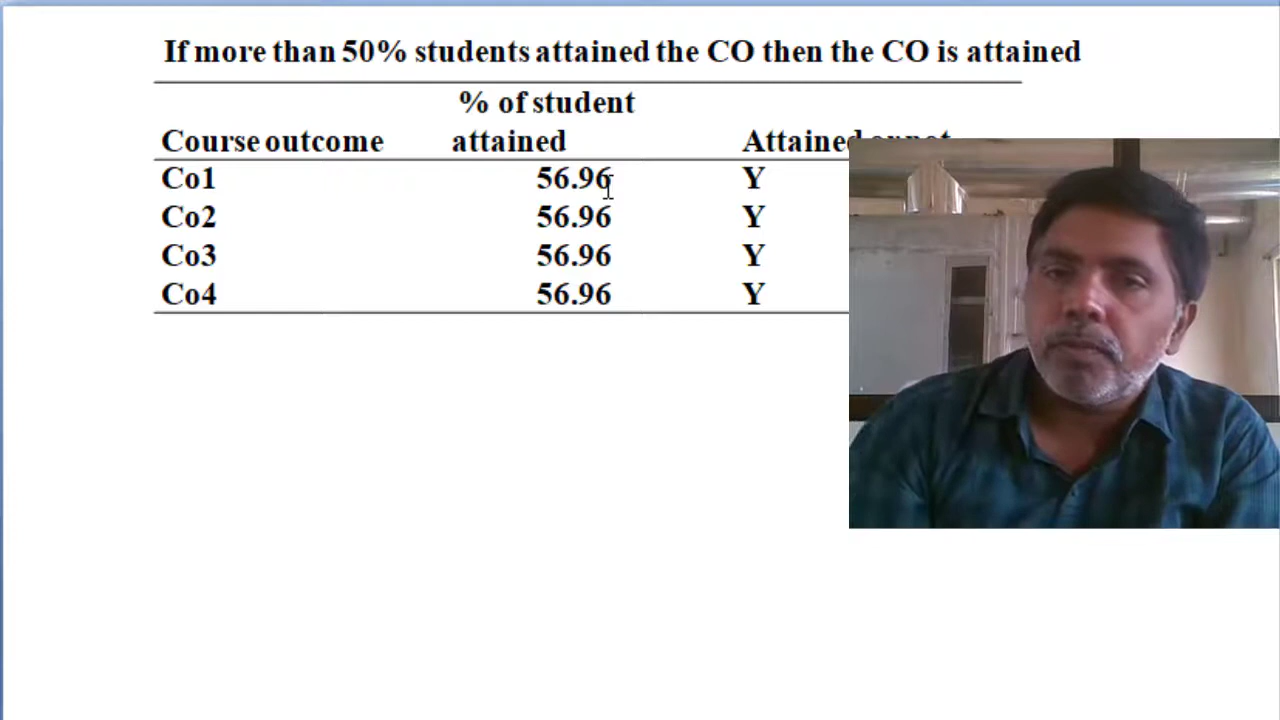 If more than 50% students attained the CO then the CO is attained
% of student
Course outcome attained Attained
Co1 56.96 Y
Co2 56.96 Y
Co3 56.96 Y
Co4 56.96 Y